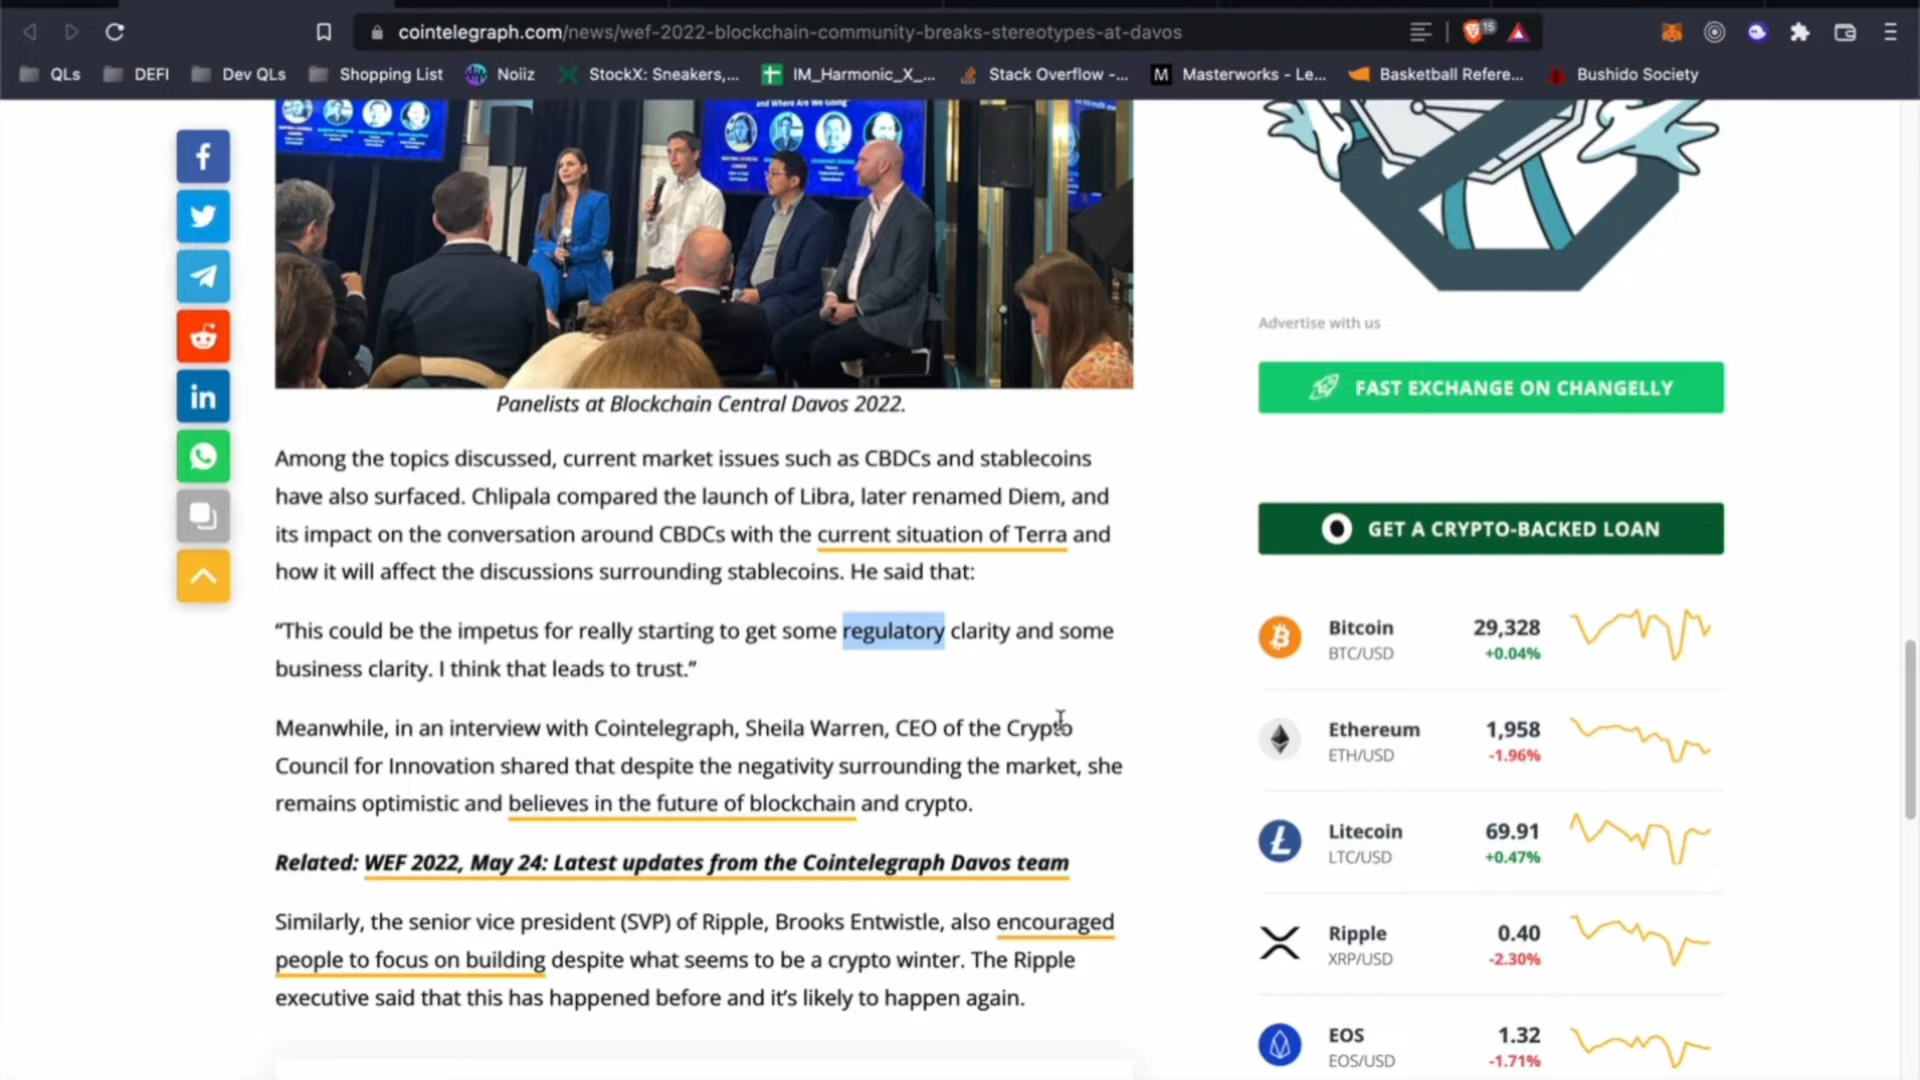 cointelegraph.com/news/wef-2022-blockchain-community-breaks-stereotypes-at-davos
15
QLs
DEFI
Dev QLs
Shopping List
Noiiz
StockX: Sneakers,...
IM_Harmonic_X_...
Stack Overflow -...
M
Masterworks - Le...
Basketball Refere...
Bushido Society
and Where Are We Going
Panelists at Blockchain Central Davos 2022.
Among the topics discussed, current market issues such as CBDCs and stablecoins
have also surfaced. Chlipala compared the launch of Libra, later renamed Diem, and
its impact on the conversation around CBDCs with the current situation of Terra and
how it will affect the discussions surrounding stablecoins. He said that:
“This could be the impetus for really starting to get some regulatory clarity and some
business clarity. I think that leads to trust.”
Meanwhile, in an interview with Cointelegraph, Sheila Warren, CEO of the Crypto
Council for Innovation shared that despite the negativity surrounding the market, she
remains optimistic and believes in the future of blockchain and crypto.
Related: WEF 2022, May 24: Latest updates from the Cointelegraph Davos team
Similarly, the senior vice president (SVP) of Ripple, Brooks Entwistle, also encouraged
people to focus on building despite what seems to be a crypto winter. The Ripple
executive said that this has happened before and it’s likely to happen again.
Advertise with us
FAST EXCHANGE ON CHANGELLY
GET A CRYPTO-BACKED LOAN
Bitcoin 29,328
BTC/USD +0.04%
Ethereum 1,958
ETH/USD -1.96%
Litecoin 69.91
LTC/USD +0.47%
Ripple 0.40
XRP/USD -2.30%
EOS 1.32
EOS/USD -1.71%